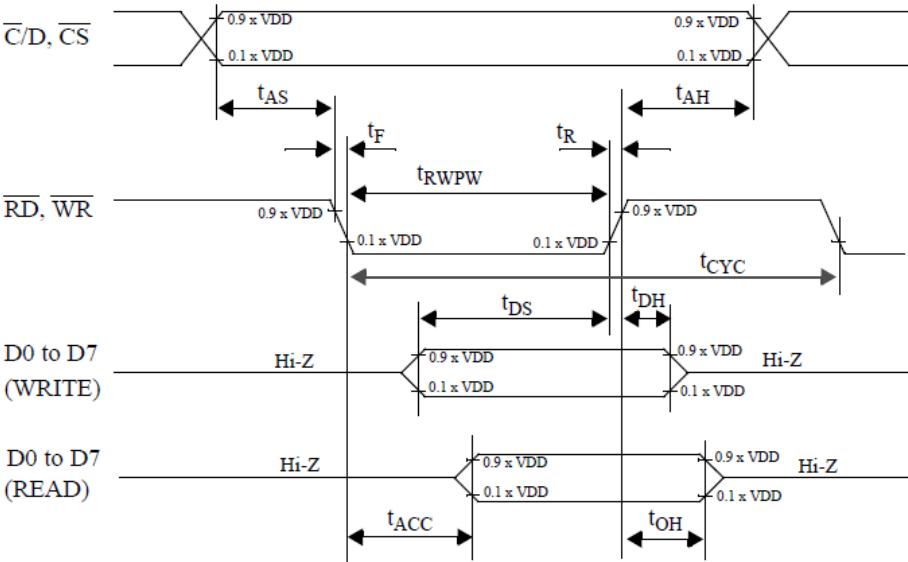 C̅/D, C̅S̅
0.9 x VDD
0.9 x VDD
0.1 x VDD
0.1 x VDD
tAS
tAH
tF
tR
tRWPW
R̅D̅, W̅R̅
0.9 x VDD
0.9 x VDD
0.1 x VDD
0.1 x VDD
tCYC
tDS
tDH
D0 to D7
(WRITE)
Hi-Z
0.9 x VDD
0.9 x VDD
Hi-Z
0.1 x VDD
0.1 x VDD
D0 to D7
(READ)
Hi-Z
0.9 x VDD
0.9 x VDD
Hi-Z
0.1 x VDD
0.1 x VDD
tACC
tOH